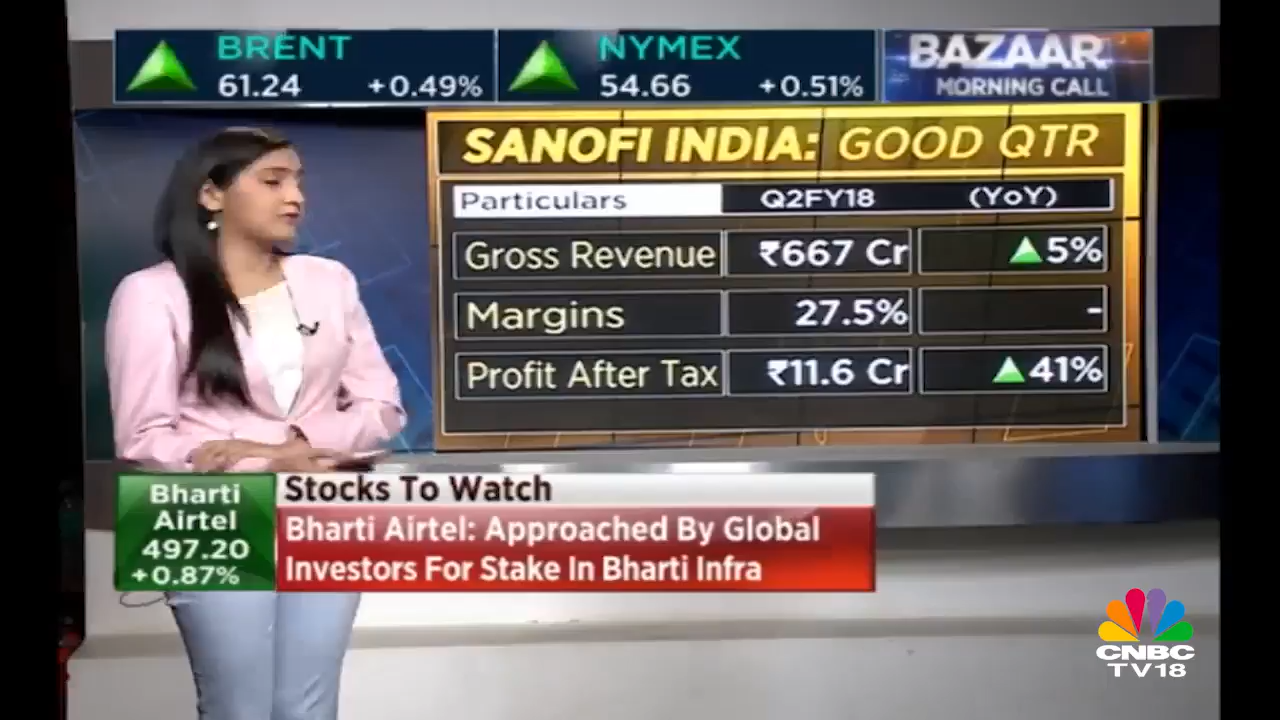 BRENT
61.24 +0.49%
NYMEX
54.66 +0.51%
BAZAAR
MORNING CALL
SANOFI INDIA: GOOD QTR
Particulars Q2FY18 (YoY)
Gross Revenue ₹667 Cr ▲5%
Margins 27.5% -
Profit After Tax ₹11.6 Cr ▲41%
Bharti
Airtel
497.20
+0.87%
Stocks To Watch
Bharti Airtel: Approached By Global
Investors For Stake In Bharti Infra
CNBC
TV18